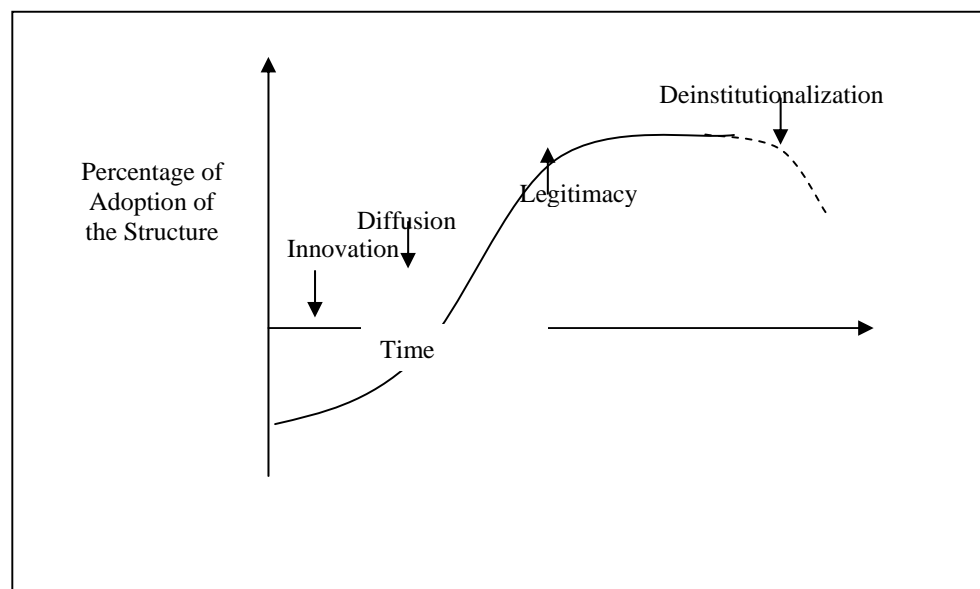 Deinstitutionalization
Percentage of
Adoption of
the Structure
Legitimacy
Diffusion
Innovation
Time